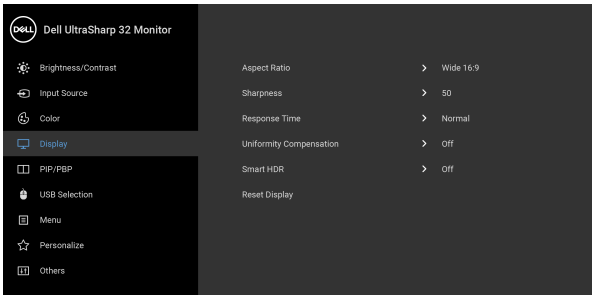 DELL Dell UltraSharp 32 Monitor
Brightness/Contrast
Input Source
Color
Display
PIP/PBP
USB Selection
Menu
Personalize
Others
Aspect Ratio > Wide 16:9
Sharpness > 50
Response Time > Normal
Uniformity Compensation > Off
Smart HDR > Off
Reset Display